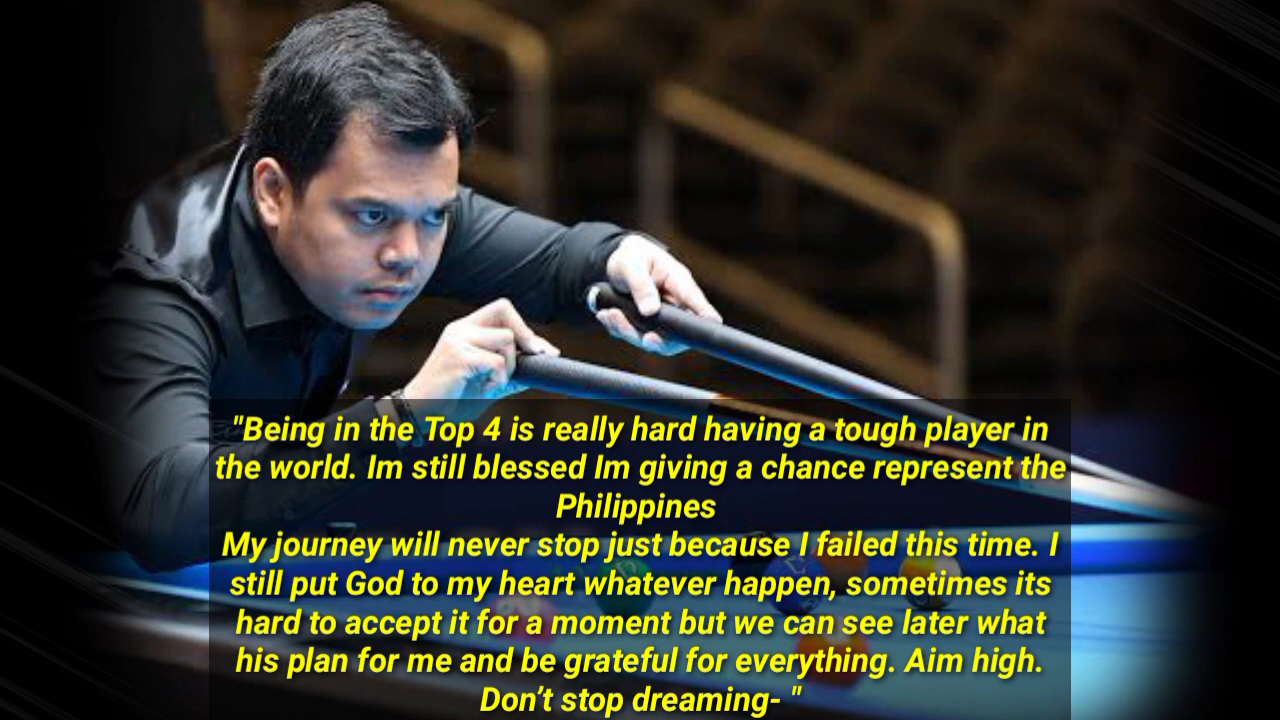 "Being in the Top 4 is really hard having a tough player in
the world. Im still blessed Im giving a chance represent the
Philippines
My journey will never stop just because I failed this time. I
still put God to my heart whatever happen, sometimes its
hard to accept it for a moment but we can see later what
his plan for me and be grateful for everything. Aim high.
Don’t stop dreaming- "